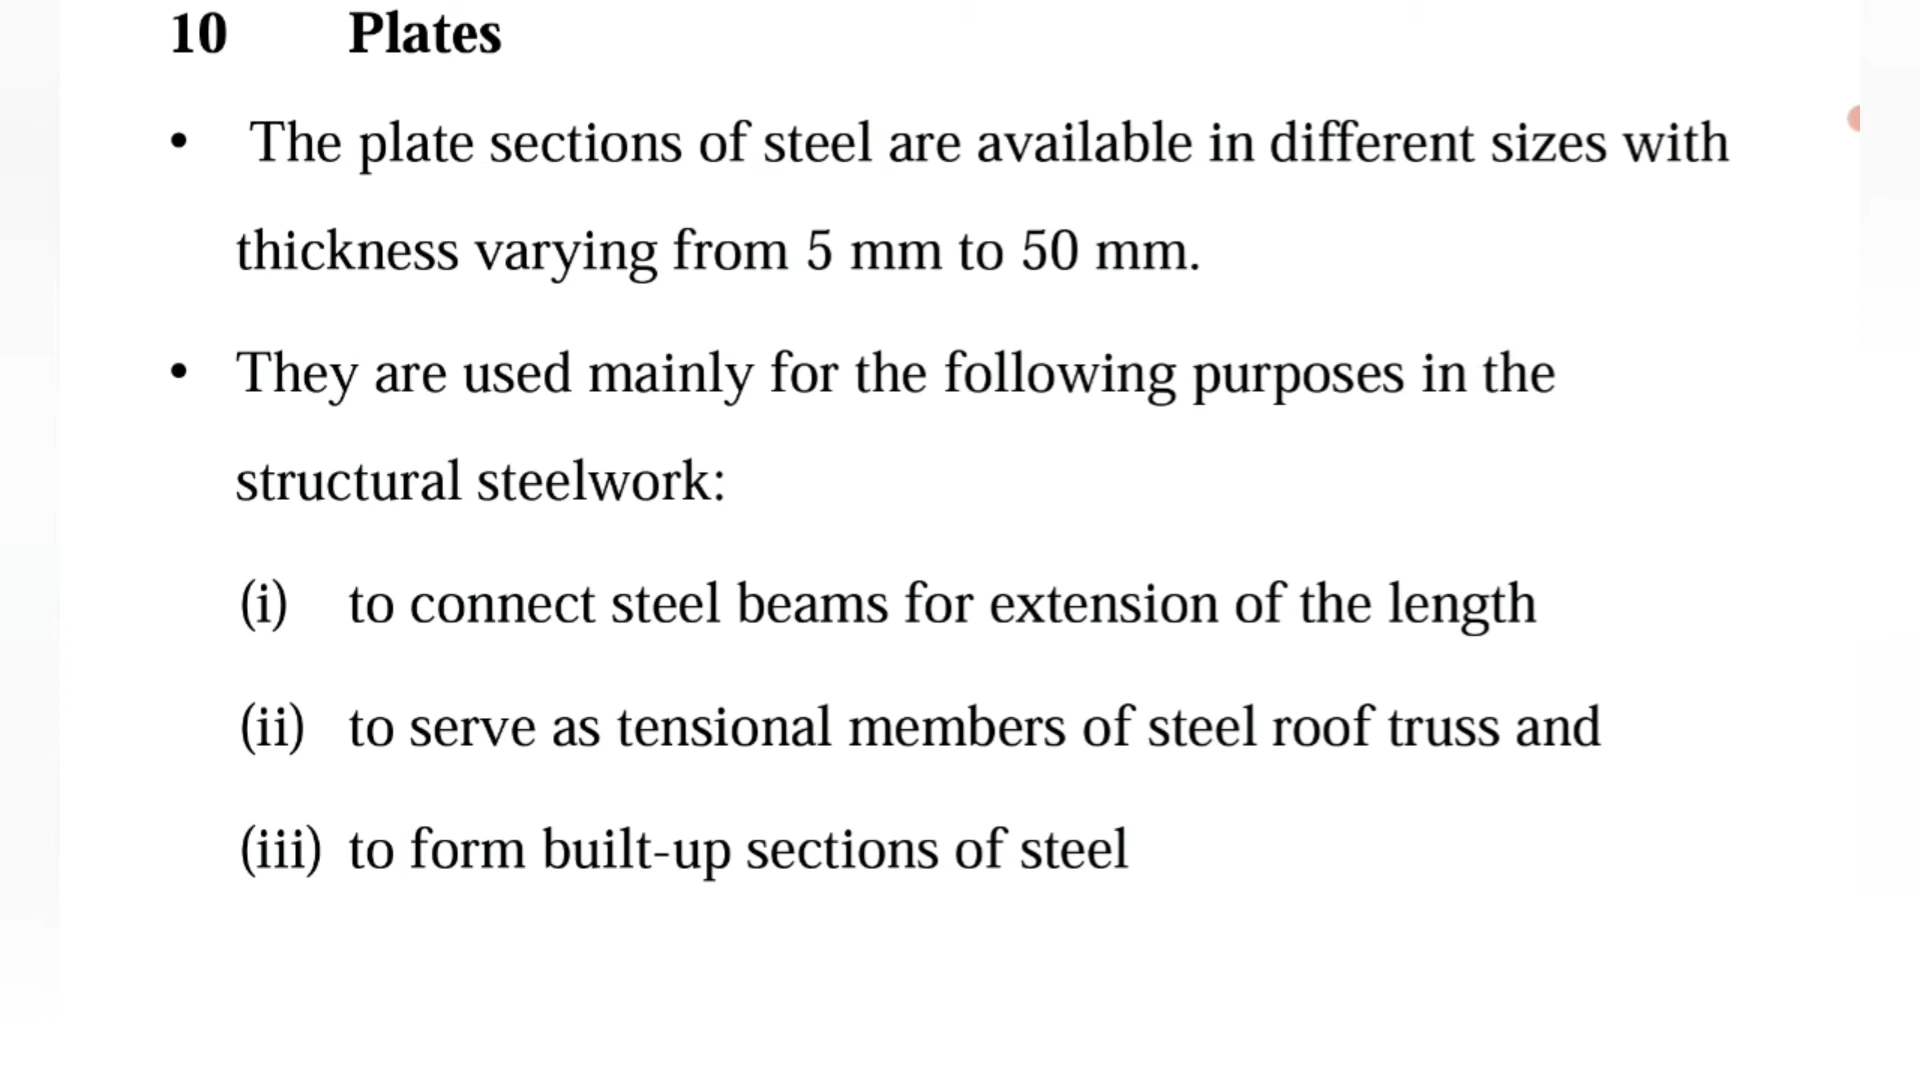 10 Plates
• The plate sections of steel are available in different sizes with
thickness varying from 5 mm to 50 mm.
• They are used mainly for the following purposes in the
structural steelwork:
(i) to connect steel beams for extension of the length
(ii) to serve as tensional members of steel roof truss and
(iii) to form built-up sections of steel